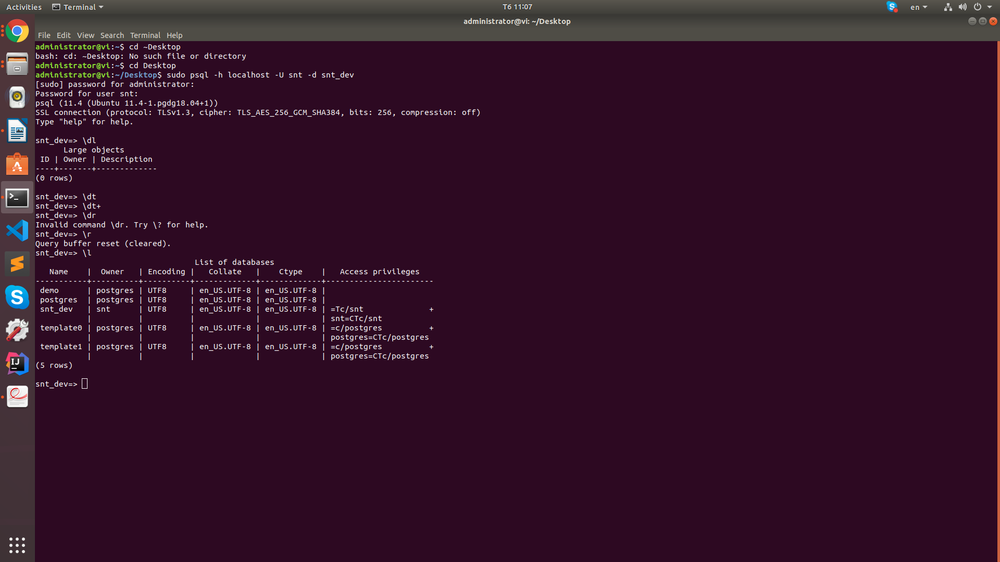 Activities Terminal T6 11:07 en
administrator@vi: ~/Desktop
File Edit View Search Terminal Help
administrator@vi:~$ cd ~Desktop
bash: cd: ~Desktop: No such file or directory
administrator@vi:~$ cd Desktop
administrator@vi:~/Desktop$ sudo psql -h localhost -U snt -d snt_dev
[sudo] password for administrator:
Password for user snt:
psql (11.4 (Ubuntu 11.4-1.pgdg18.04+1))
SSL connection (protocol: TLSv1.3, cipher: TLS_AES_256_GCM_SHA384, bits: 256, compression: off)
Type "help" for help.

snt_dev=> \dl
      Large objects
 ID | Owner | Description
----+-------+-------------
(0 rows)

snt_dev=> \dt
snt_dev=> \dt+
snt_dev=> \dr
Invalid command \dr. Try \? for help.
snt_dev=> \r
Query buffer reset (cleared).
snt_dev=> \l
                                  List of databases
   Name    |  Owner   | Encoding |   Collate   |    Ctype    |   Access privileges
-----------+----------+----------+-------------+-------------+-----------------------
 demo      | postgres | UTF8     | en_US.UTF-8 | en_US.UTF-8 |
 postgres  | postgres | UTF8     | en_US.UTF-8 | en_US.UTF-8 |
 snt_dev   | snt      | UTF8     | en_US.UTF-8 | en_US.UTF-8 | =Tc/snt              +
           |          |          |             |             | snt=CTc/snt
 template0 | postgres | UTF8     | en_US.UTF-8 | en_US.UTF-8 | =c/postgres          +
           |          |          |             |             | postgres=CTc/postgres
 template1 | postgres | UTF8     | en_US.UTF-8 | en_US.UTF-8 | =c/postgres          +
           |          |          |             |             | postgres=CTc/postgres
(5 rows)

snt_dev=>